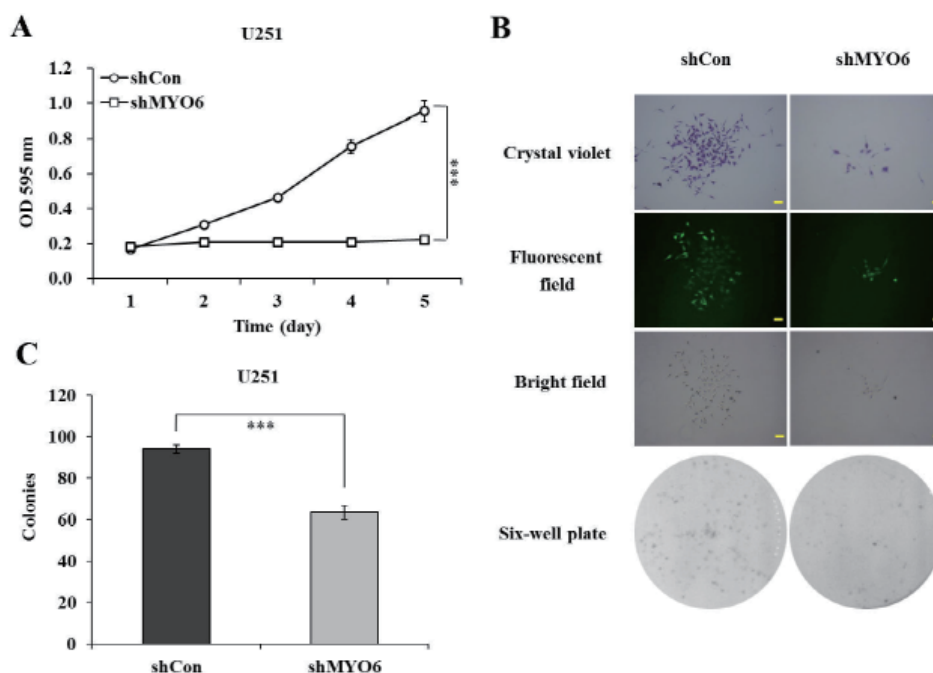 A
U251
OD 595 nm
1.2
1.0
0.8
0.6
0.4
0.2
0.0
shCon
shMYO6
***
1 2 3 4 5
Time (day)
B
shCon shMYO6
Crystal violet
Fluorescent
field
Bright field
Six-well plate
C
U251
Colonies
120
100
80
60
40
20
0
***
shCon shMYO6